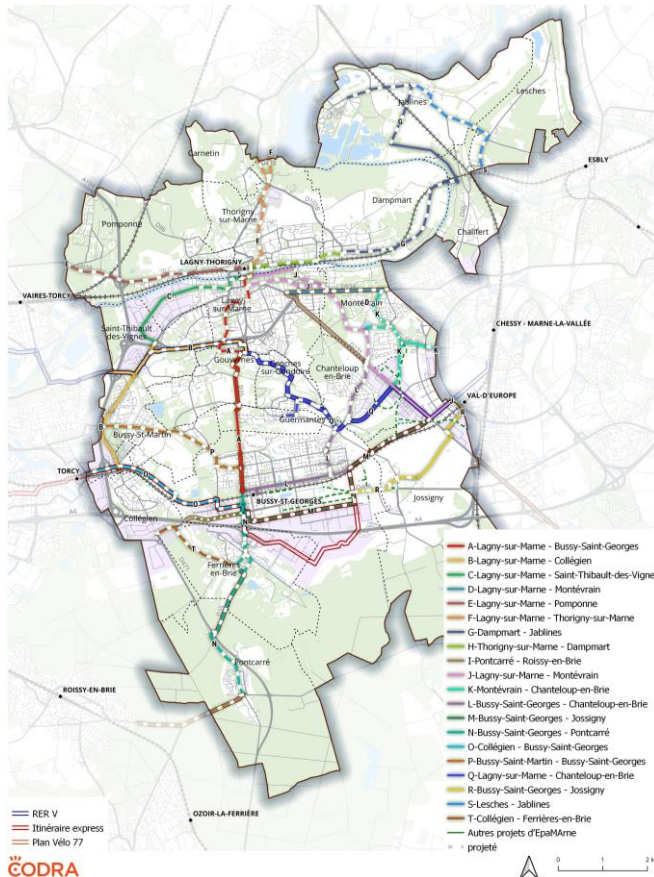 Lesches
Jablines
G
Carnetin
F
ESBLY
S
Thorigny
sur-Marne
Dampmart
Pomponne
F
Chalifert
G
LAGNY-THORIGNY
J
C
VAIRES-TORCY
Lagny
sur-Marne
Montévrain
D
Saint-Thibault
des-Vignes
K
CHESSY - MARNE-LA-VALLÉE
B
A
K
K
Gouvernes
Conches
sur-Gondoire
Chanteloup
en-Brie
VAL-D'EUROPE
J
R
Guermantes
Q
B
Bussy-St-Martin
A
P
M
TORCY
O
L
Jossigny
O
BUSSY-ST-GEORGES
R
Collégien
N
M
A4
A4
T
Ferrières
en-Brie
N
Pontcarré
ROISSY-EN-BRIE
OZOIR-LA-FERRIÈRE
A-Lagny-sur-Marne - Bussy-Saint-Georges
B-Lagny-sur-Marne - Collégien
C-Lagny-sur-Marne - Saint-Thibault-des-Vigne
D-Lagny-sur-Marne - Montévrain
E-Lagny-sur-Marne - Pomponne
F-Lagny-sur-Marne - Thorigny-sur-Marne
G-Dampmart - Jablines
H-Thorigny-sur-Marne - Dampmart
I-Pontcarré - Roissy-en-Brie
J-Lagny-sur-Marne - Montévrain
K-Montévrain - Chanteloup-en-Brie
L-Bussy-Saint-Georges - Chanteloup-en-Brie
M-Bussy-Saint-Georges - Jossigny
N-Bussy-Saint-Georges - Pontcarré
O-Collégien - Bussy-Saint-Georges
P-Bussy-Saint-Martin - Bussy-Saint-Georges
Q-Lagny-sur-Marne - Chanteloup-en-Brie
R-Bussy-Saint-Georges - Jossigny
S-Lesches - Jablines
T-Collégien - Ferrières-en-Brie
Autres projets d'EpaMArne
projeté
RER V
Itinéraire express
Plan Vélo 77
CODRA
0 1 2 k